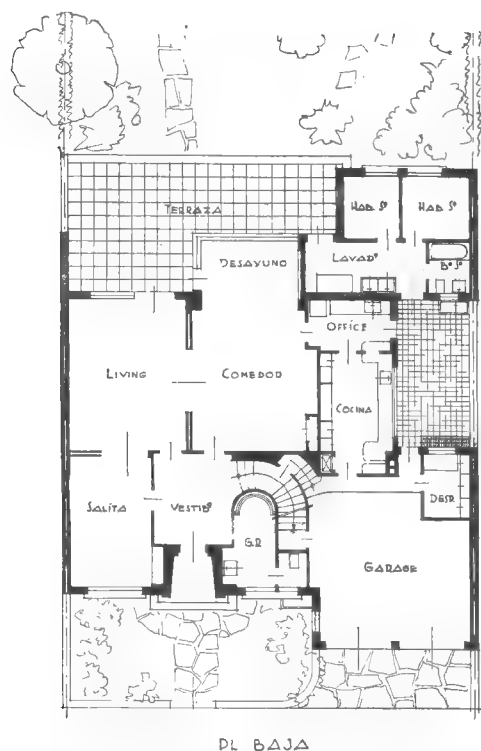 HAB Sº
HAB Sº
TERRAZA
LAVADº
DESAYUNO
Bº Sº
OFFICE
LIVING
COMEDOR
COCINA
SALITA
VESTIBº
DESP.
G.R
GARAGE
PL BAJA